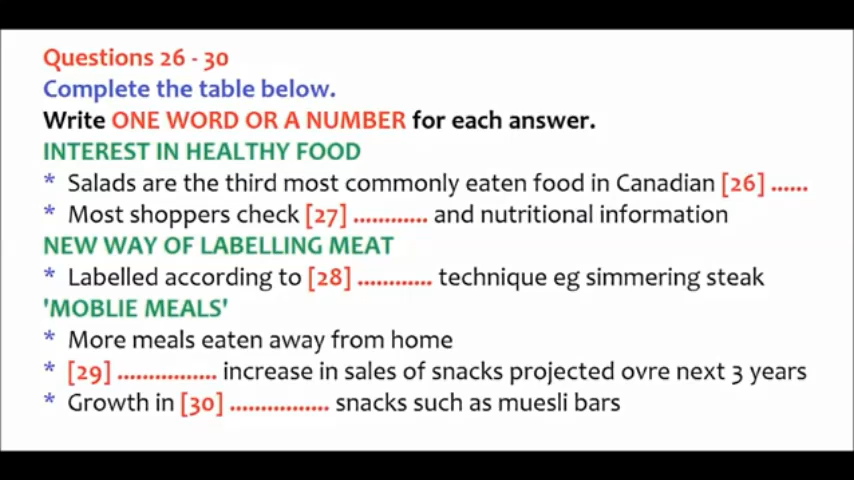 Questions 26 - 30
Complete the table below.
Write ONE WORD OR A NUMBER for each answer.
INTEREST IN HEALTHY FOOD
* Salads are the third most commonly eaten food in Canadian [26] ......
* Most shoppers check [27] ............ and nutritional information
NEW WAY OF LABELLING MEAT
* Labelled according to [28] ............ technique eg simmering steak
'MOBLIE MEALS'
* More meals eaten away from home
* [29] ................ increase in sales of snacks projected ovre next 3 years
* Growth in [30] ................ snacks such as muesli bars